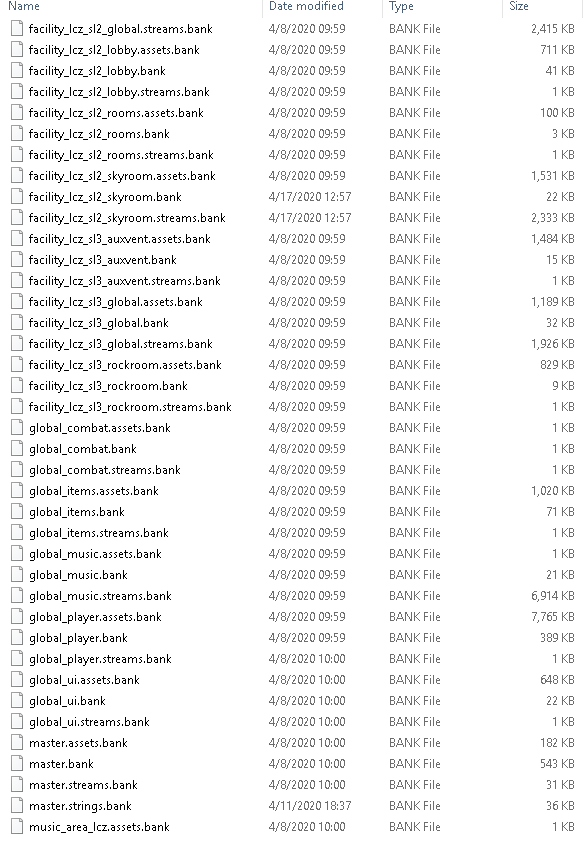 Name Date modified Type Size
facility_lcz_sl2_global.streams.bank 4/8/2020 09:59 BANK File 2,415 KB
facility_lcz_sl2_lobby.assets.bank 4/8/2020 09:59 BANK File 711 KB
facility_lcz_sl2_lobby.bank 4/8/2020 09:59 BANK File 41 KB
facility_lcz_sl2_lobby.streams.bank 4/8/2020 09:59 BANK File 1 KB
facility_lcz_sl2_rooms.assets.bank 4/8/2020 09:59 BANK File 100 KB
facility_lcz_sl2_rooms.bank 4/8/2020 09:59 BANK File 3 KB
facility_lcz_sl2_rooms.streams.bank 4/8/2020 09:59 BANK File 1 KB
facility_lcz_sl2_skyroom.assets.bank 4/8/2020 09:59 BANK File 1,531 KB
facility_lcz_sl2_skyroom.bank 4/17/2020 12:57 BANK File 22 KB
facility_lcz_sl2_skyroom.streams.bank 4/17/2020 12:57 BANK File 2,333 KB
facility_lcz_sl3_auxvent.assets.bank 4/8/2020 09:59 BANK File 1,484 KB
facility_lcz_sl3_auxvent.bank 4/8/2020 09:59 BANK File 15 KB
facility_lcz_sl3_auxvent.streams.bank 4/8/2020 09:59 BANK File 1 KB
facility_lcz_sl3_global.assets.bank 4/8/2020 09:59 BANK File 1,189 KB
facility_lcz_sl3_global.bank 4/8/2020 09:59 BANK File 32 KB
facility_lcz_sl3_global.streams.bank 4/8/2020 09:59 BANK File 1,926 KB
facility_lcz_sl3_rockroom.assets.bank 4/8/2020 09:59 BANK File 829 KB
facility_lcz_sl3_rockroom.bank 4/8/2020 09:59 BANK File 9 KB
facility_lcz_sl3_rockroom.streams.bank 4/8/2020 09:59 BANK File 1 KB
global_combat.assets.bank 4/8/2020 09:59 BANK File 1 KB
global_combat.bank 4/8/2020 09:59 BANK File 1 KB
global_combat.streams.bank 4/8/2020 09:59 BANK File 1 KB
global_items.assets.bank 4/8/2020 09:59 BANK File 1,020 KB
global_items.bank 4/8/2020 09:59 BANK File 71 KB
global_items.streams.bank 4/8/2020 09:59 BANK File 1 KB
global_music.assets.bank 4/8/2020 09:59 BANK File 1 KB
global_music.bank 4/8/2020 09:59 BANK File 21 KB
global_music.streams.bank 4/8/2020 09:59 BANK File 6,914 KB
global_player.assets.bank 4/8/2020 09:59 BANK File 7,765 KB
global_player.bank 4/8/2020 09:59 BANK File 389 KB
global_player.streams.bank 4/8/2020 10:00 BANK File 1 KB
global_ui.assets.bank 4/8/2020 10:00 BANK File 648 KB
global_ui.bank 4/8/2020 10:00 BANK File 22 KB
global_ui.streams.bank 4/8/2020 10:00 BANK File 1 KB
master.assets.bank 4/8/2020 10:00 BANK File 182 KB
master.bank 4/8/2020 10:00 BANK File 543 KB
master.streams.bank 4/8/2020 10:00 BANK File 31 KB
master.strings.bank 4/11/2020 18:37 BANK File 36 KB
music_area_lcz.assets.bank 4/8/2020 10:00 BANK File 1 KB